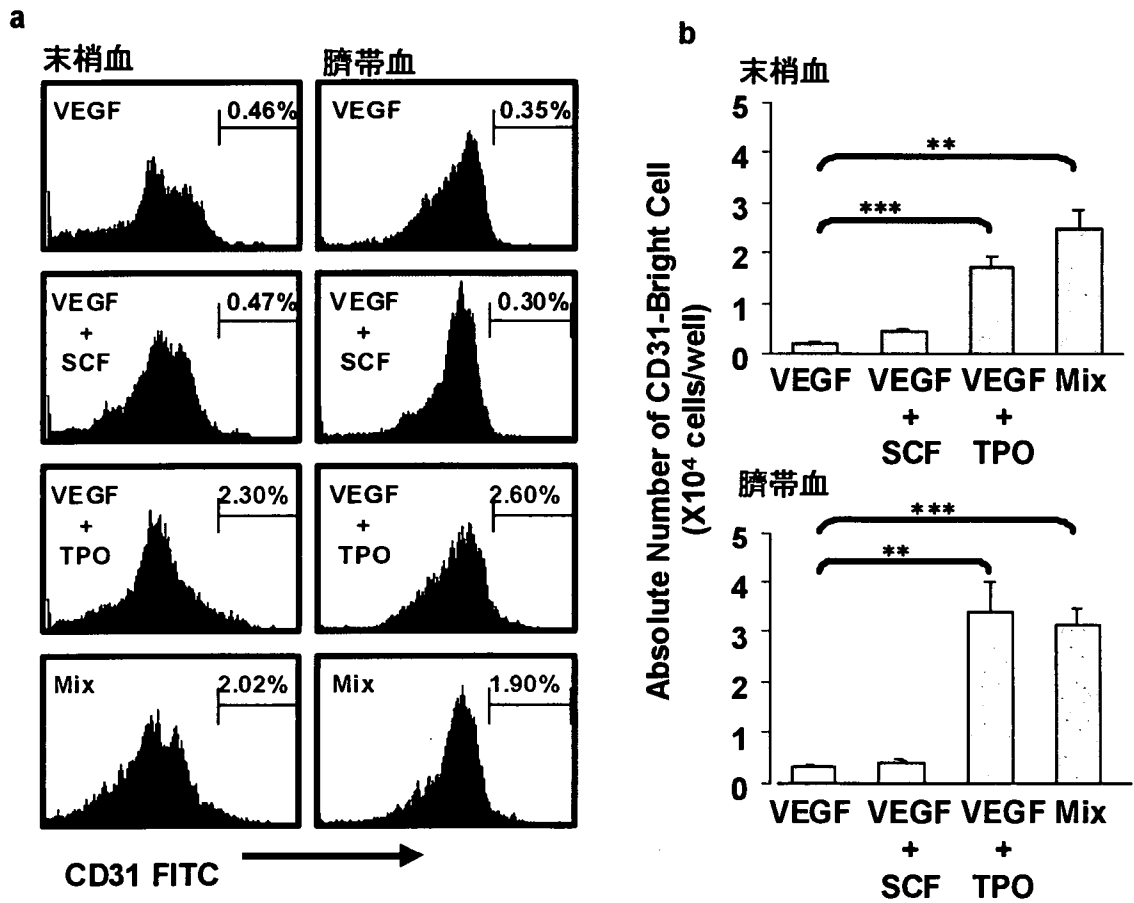 a
末梢血
臍帯血
VEGF
0.46%
VEGF
0.35%
VEGF
+
SCF
0.47%
VEGF
+
SCF
0.30%
VEGF
+
TPO
2.30%
VEGF
+
TPO
2.60%
Mix
2.02%
Mix
1.90%
CD31 FITC
b
Absolute Number of CD31-Bright Cell
(X10⁴ cells/well)
末梢血
5
4
3
2
1
0
**
***
VEGF VEGF VEGF Mix
+ +
SCF TPO
臍帯血
5
4
3
2
1
0
***
**
VEGF VEGF VEGF Mix
+ +
SCF TPO